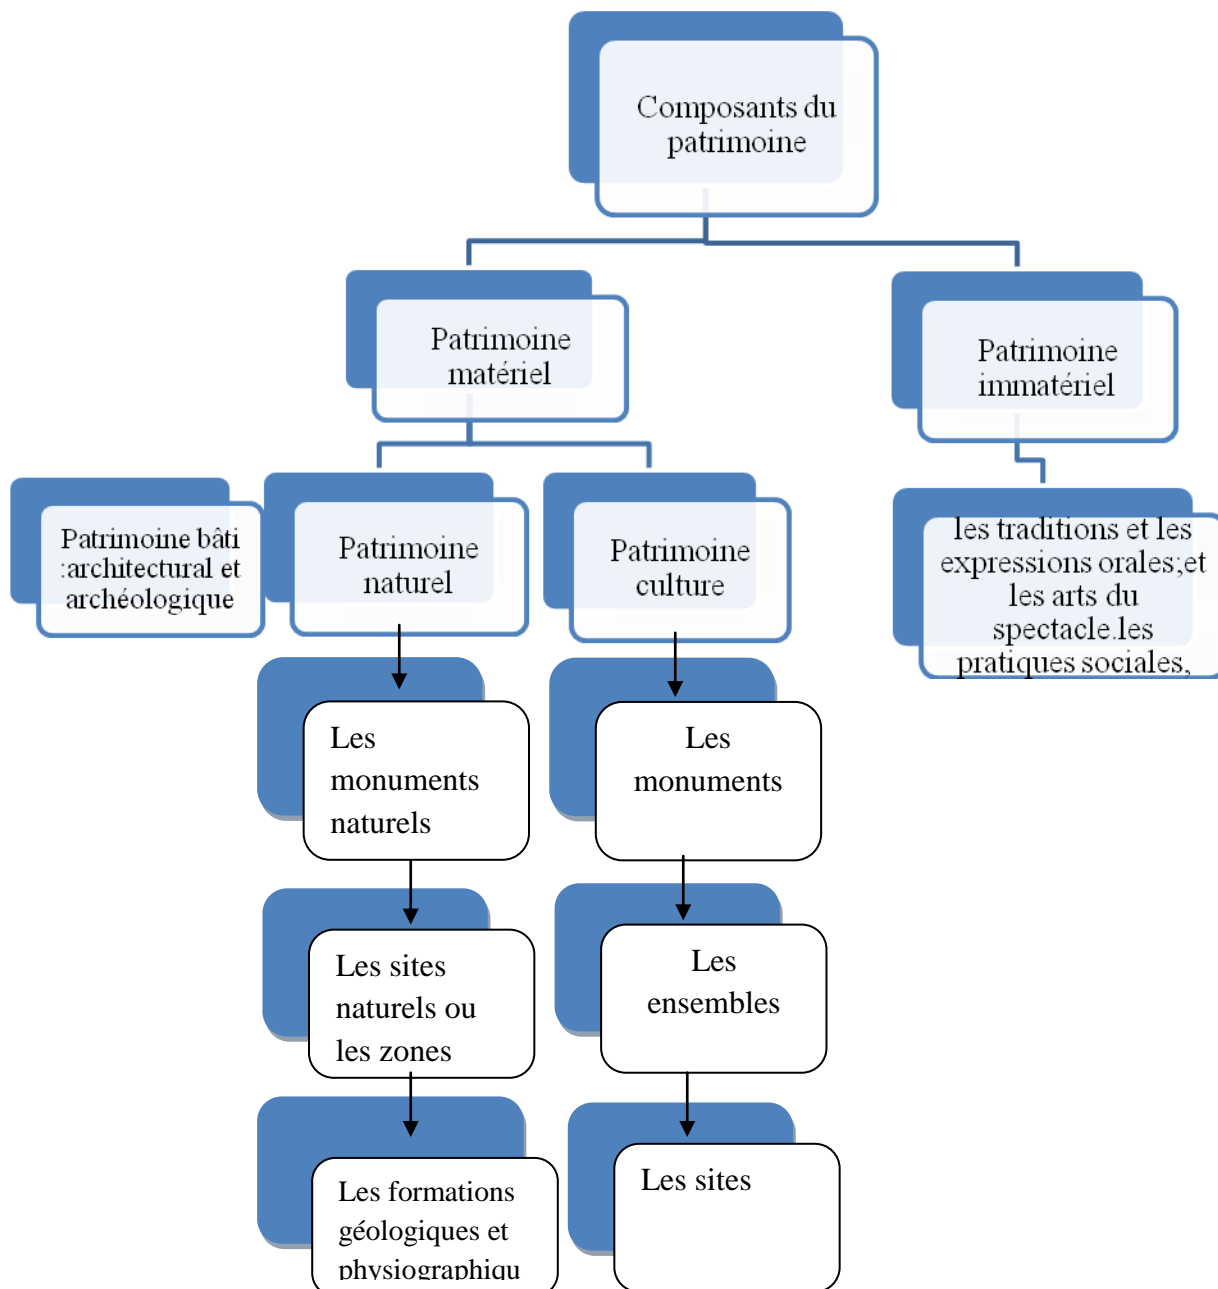 Composants du
patrimoine
Patrimoine
matériel
Patrimoine
immatériel
Patrimoine bâti
:architectural et
archéologique
Patrimoine
naturel
Patrimoine
culture
les traditions et les
expressions orales;et
les arts du
spectacle.les
pratiques sociales,
Les
monuments
naturels
Les
monuments
Les sites
naturels ou
les zones
Les
ensembles
Les formations
géologiques et
physiographiqu
Les sites